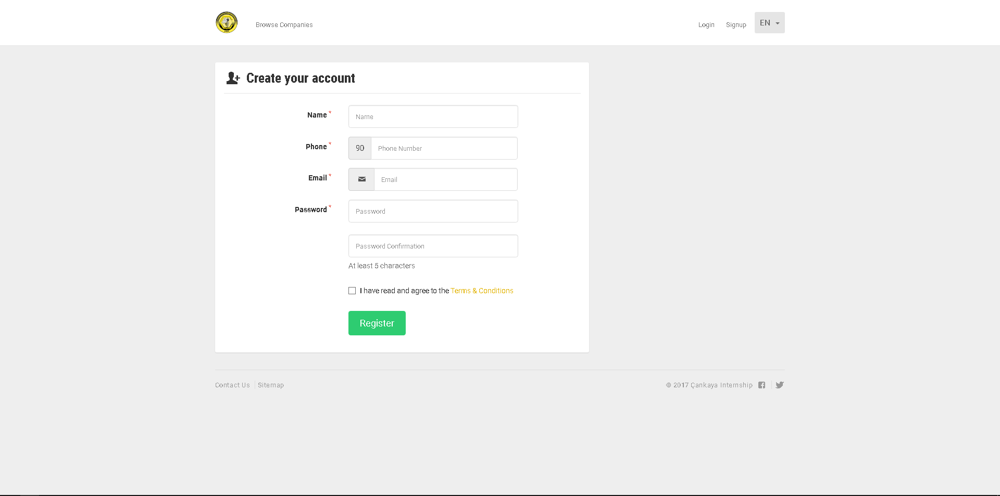 Browse Companies
Login
Signup
EN
Create your account
Name *
Name
Phone *
90
Phone Number
Email *
Email
Password *
Password
Password Confirmation
At least 5 characters
I have read and agree to the Terms & Conditions
Register
Contact Us
Sitemap
© 2017 Çankaya Internship